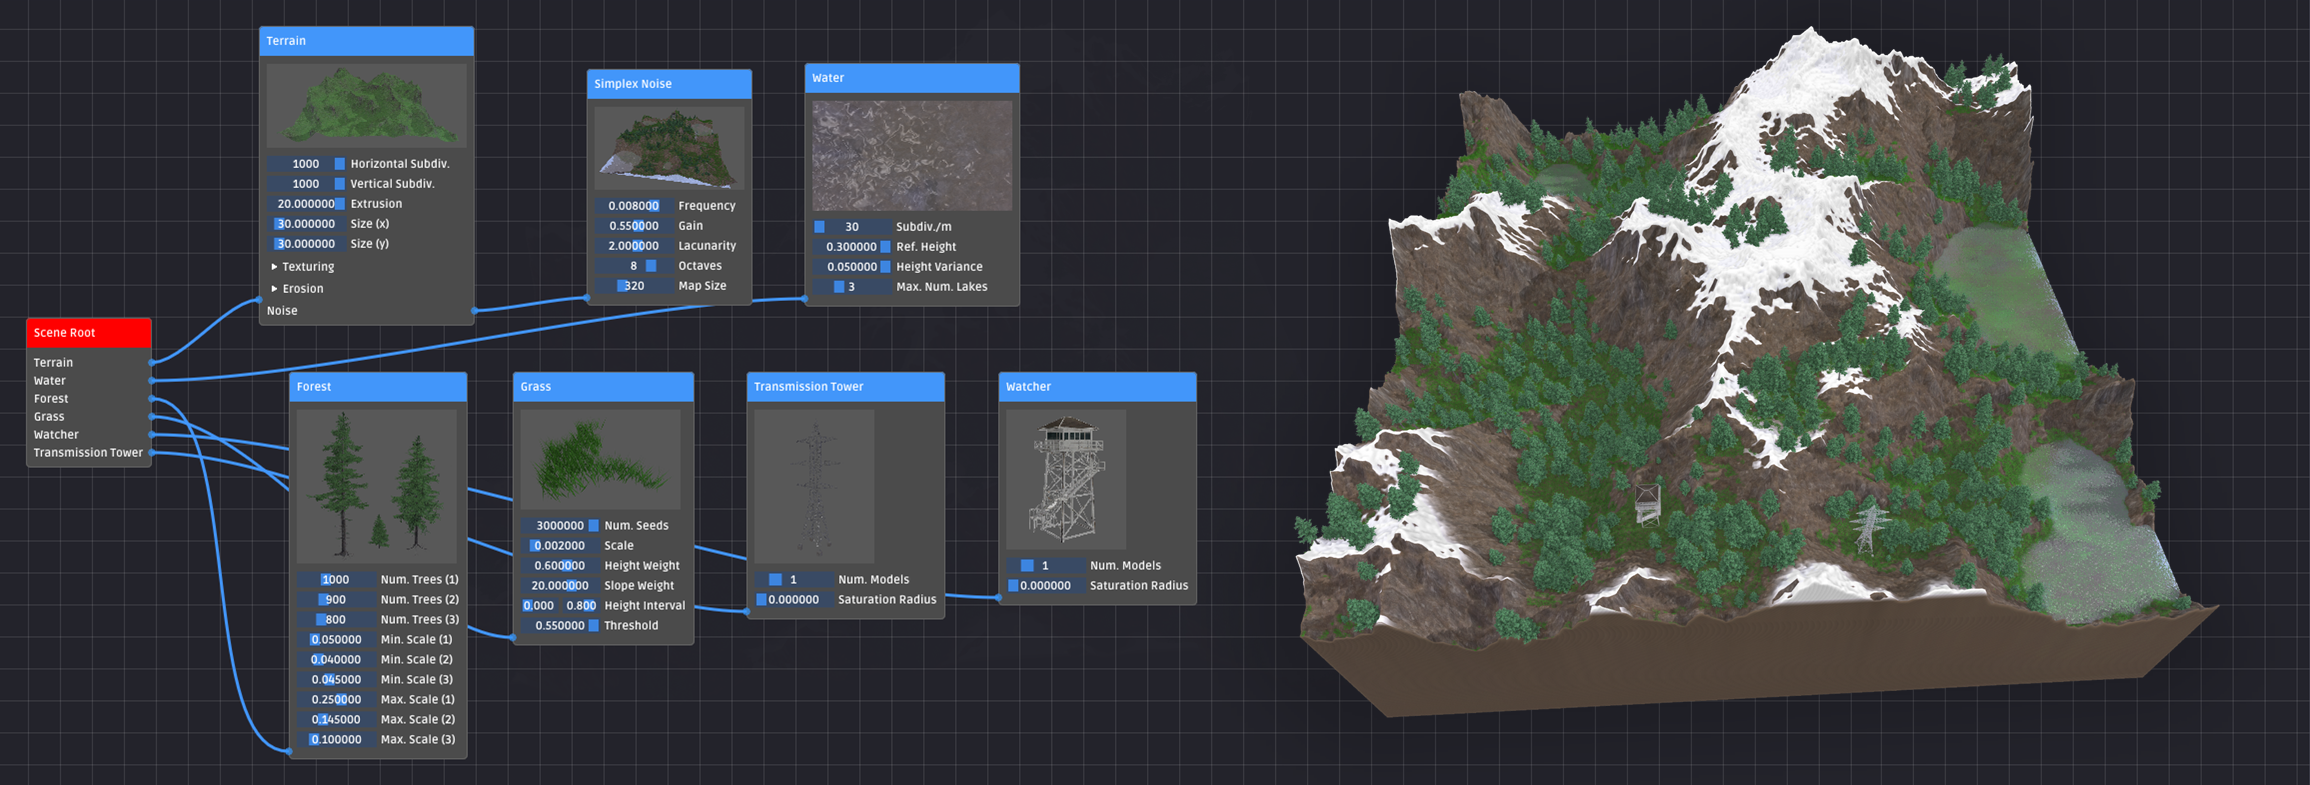 Terrain
1000 Horizontal Subdiv.
1000 Vertical Subdiv.
20.000000 Extrusion
30.000000 Size (x)
30.000000 Size (y)
Texturing
Erosion
Noise
Simplex Noise
0.008000 Frequency
0.550000 Gain
2.000000 Lacunarity
8 Octaves
320 Map Size
Water
30 Subdiv./m
0.300000 Ref. Height
0.050000 Height Variance
3 Max. Num. Lakes
Scene Root
Terrain
Water
Forest
Grass
Watcher
Transmission Tower
Forest
1000 Num. Trees (1)
900 Num. Trees (2)
800 Num. Trees (3)
0.050000 Min. Scale (1)
0.040000 Min. Scale (2)
0.045000 Min. Scale (3)
0.250000 Max. Scale (1)
0.145000 Max. Scale (2)
0.100000 Max. Scale (3)
Grass
3000000 Num. Seeds
0.002000 Scale
0.600000 Height Weight
20.000000 Slope Weight
0.000 0.800 Height Interval
0.550000 Threshold
Transmission Tower
1 Num. Models
0.000000 Saturation Radius
Watcher
1 Num. Models
0.000000 Saturation Radius